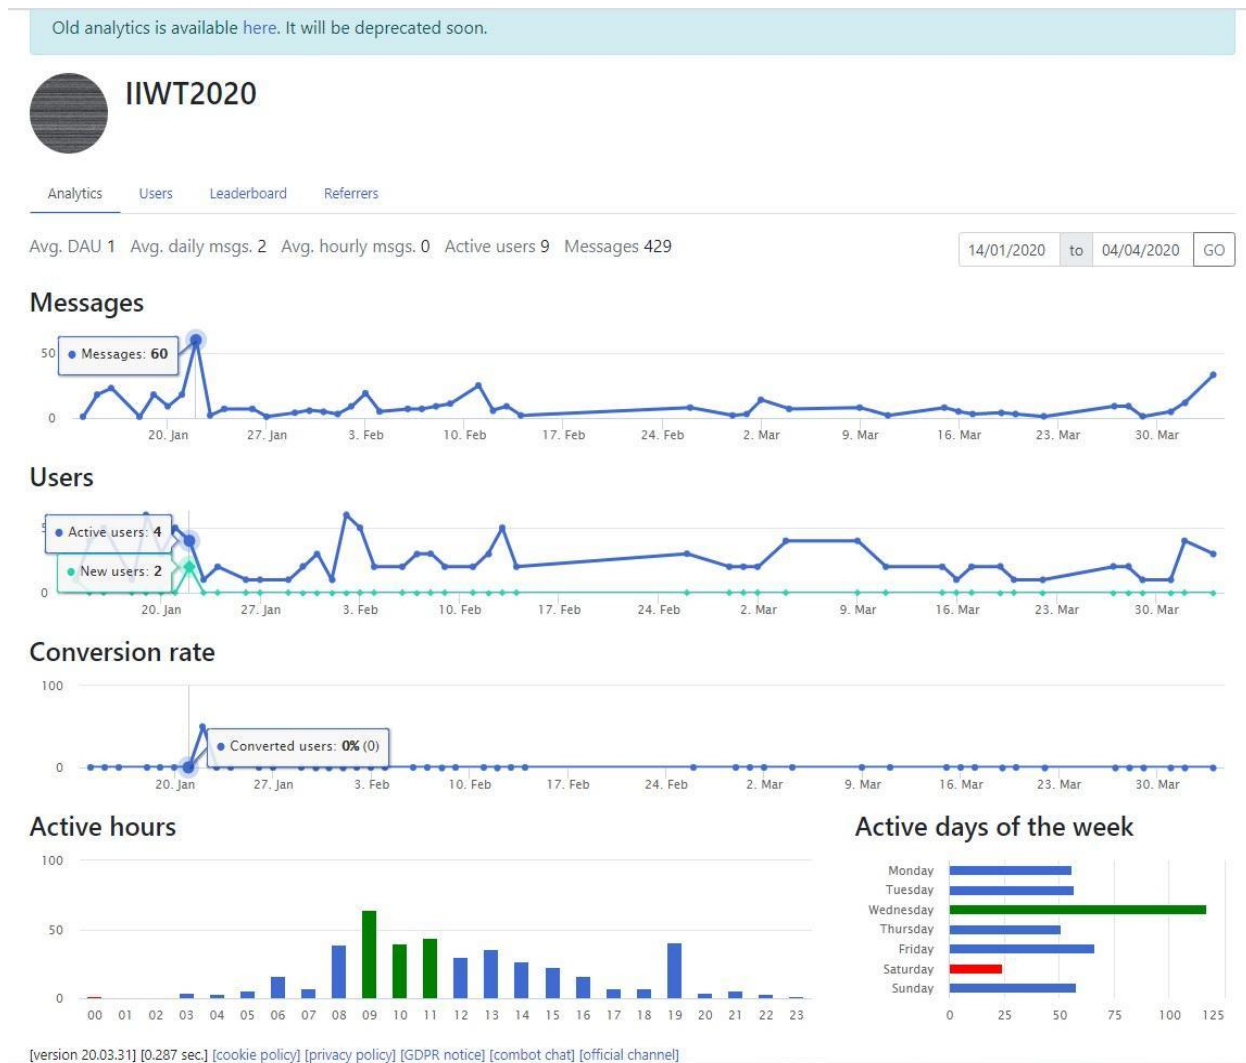 Old analytics is available here. It will be deprecated soon.
IIWT2020
Analytics Users Leaderboard Referrers
Avg. DAU 1 Avg. daily msgs. 2 Avg. hourly msgs. 0 Active users 9 Messages 429
14/01/2020 to 04/04/2020 GO
Messages
50
Messages: 60
0
20. Jan 27. Jan 3. Feb 10. Feb 17. Feb 24. Feb 2. Mar 9. Mar 16. Mar 23. Mar 30. Mar
Users
5
Active users: 4
New users: 2
0
20. Jan 27. Jan 3. Feb 10. Feb 17. Feb 24. Feb 2. Mar 9. Mar 16. Mar 23. Mar 30. Mar
Conversion rate
100
Converted users: 0% (0)
0
20. Jan 27. Jan 3. Feb 10. Feb 17. Feb 24. Feb 2. Mar 9. Mar 16. Mar 23. Mar 30. Mar
Active hours
100
50
0
00 01 02 03 04 05 06 07 08 09 10 11 12 13 14 15 16 17 18 19 20 21 22 23
Active days of the week
Monday
Tuesday
Wednesday
Thursday
Friday
Saturday
Sunday
0 25 50 75 100 125
[version 20.03.31] [0.287 sec.] [cookie policy] [privacy policy] [GDPR notice] [combot chat] [official channel]